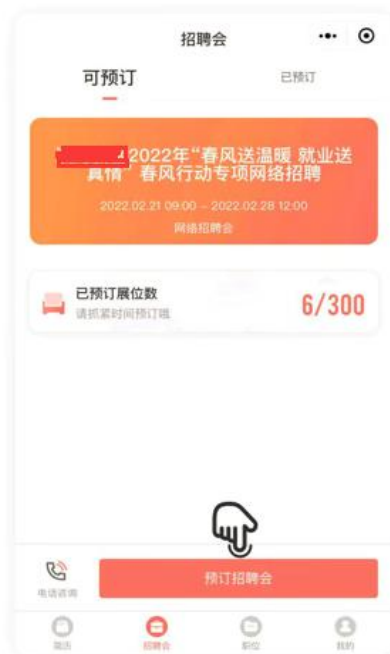 招聘会
可预订
已预订
2022年“春风送温暖 就业送
真情”春风行动专项网络招聘
2022.02.21 09:00 – 2022.02.28 12:00
网络招聘会
已预订展位数
请抓紧时间预订哦
6/300
预订招聘会
电话咨询
简历
招聘会
职位
我的